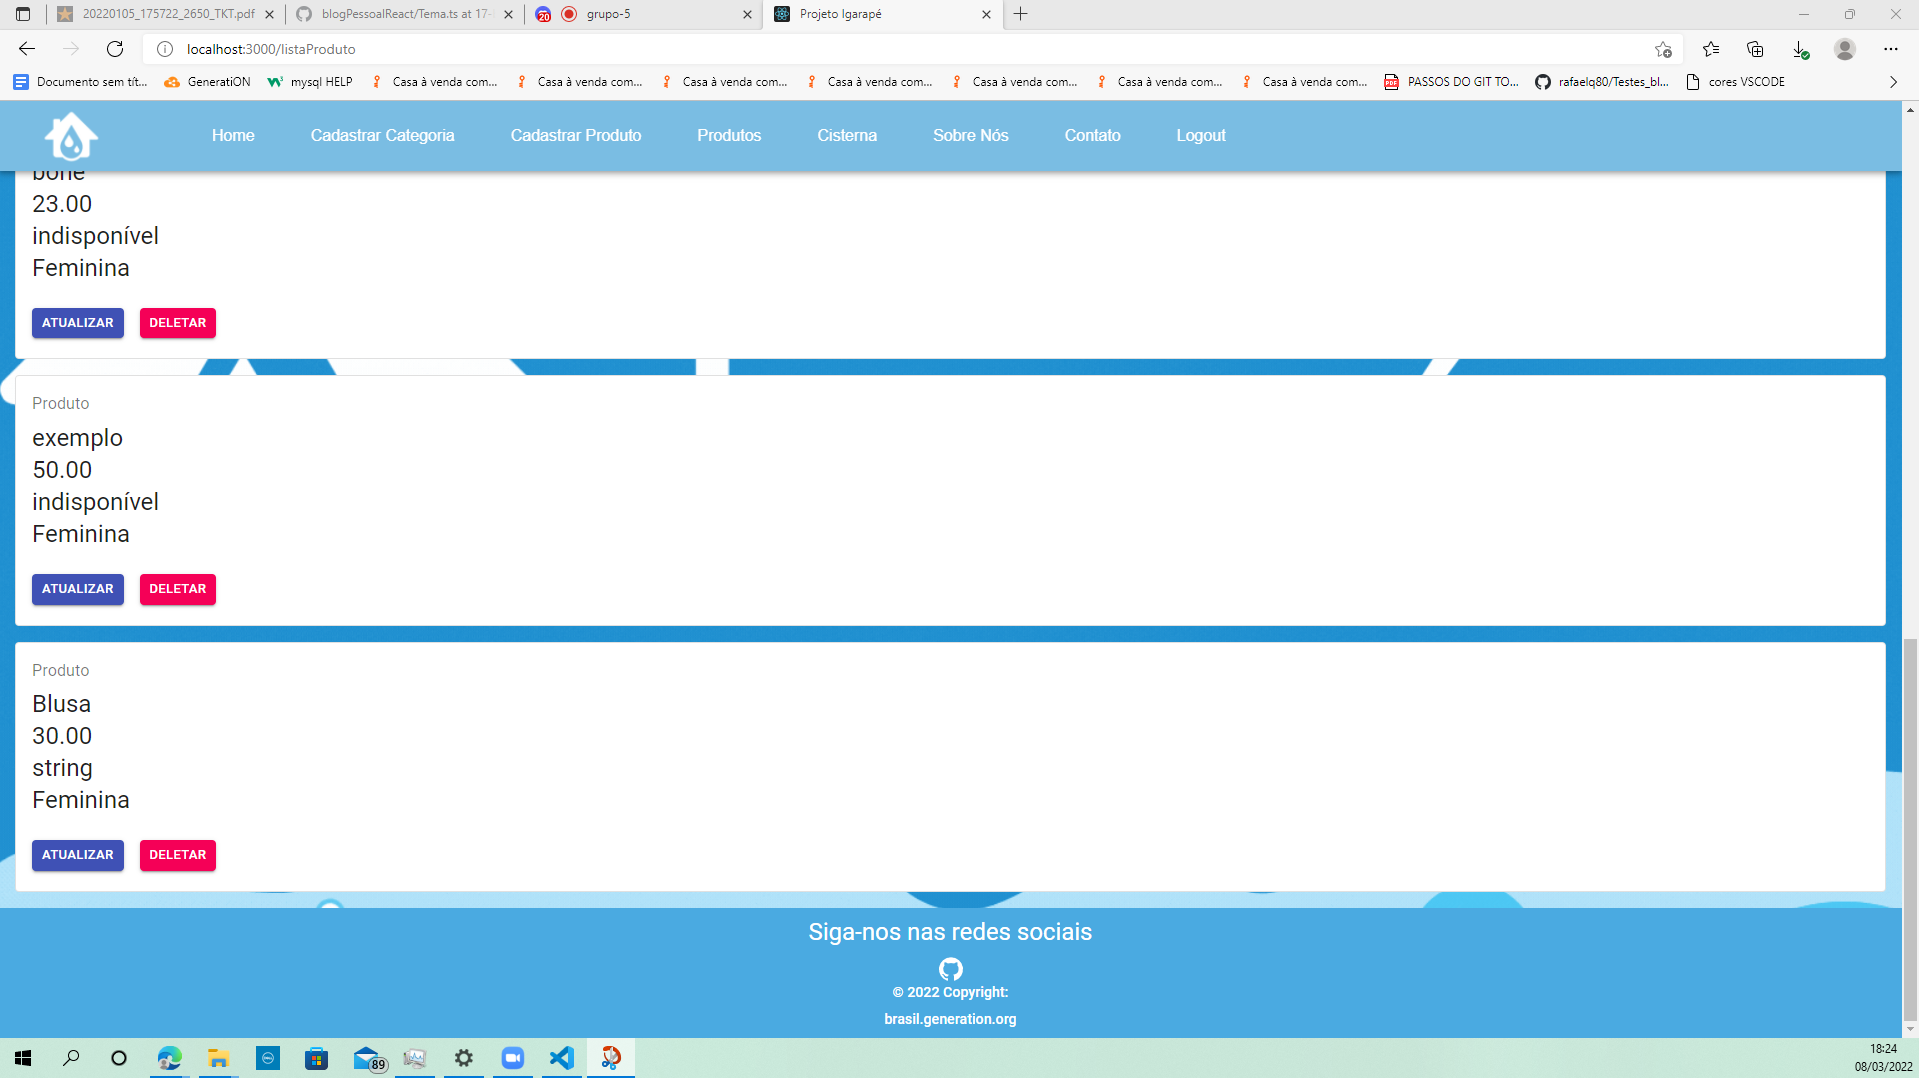 20220105_175722_2650_TKT.pdf
blogPessoalReact/Tema.ts at 17-
20
grupo-5
Projeto Igarapé
localhost:3000/listaProduto
Documento sem tít...
GeneratiON
mysql HELP
Casa à venda com...
Casa à venda com...
Casa à venda com...
Casa à venda com...
Casa à venda com...
Casa à venda com...
Casa à venda com...
PASSOS DO GIT TO...
rafaelq80/Testes_bl...
cores VSCODE
Home
Cadastrar Categoria
Cadastrar Produto
Produtos
Cisterna
Sobre Nós
Contato
Logout
23.00
indisponível
Feminina
ATUALIZAR
DELETAR
Produto
exemplo
50.00
indisponível
Feminina
ATUALIZAR
DELETAR
Produto
Blusa
30.00
string
Feminina
ATUALIZAR
DELETAR
Siga-nos nas redes sociais
© 2022 Copyright:
brasil.generation.org
89
18:24
08/03/2022